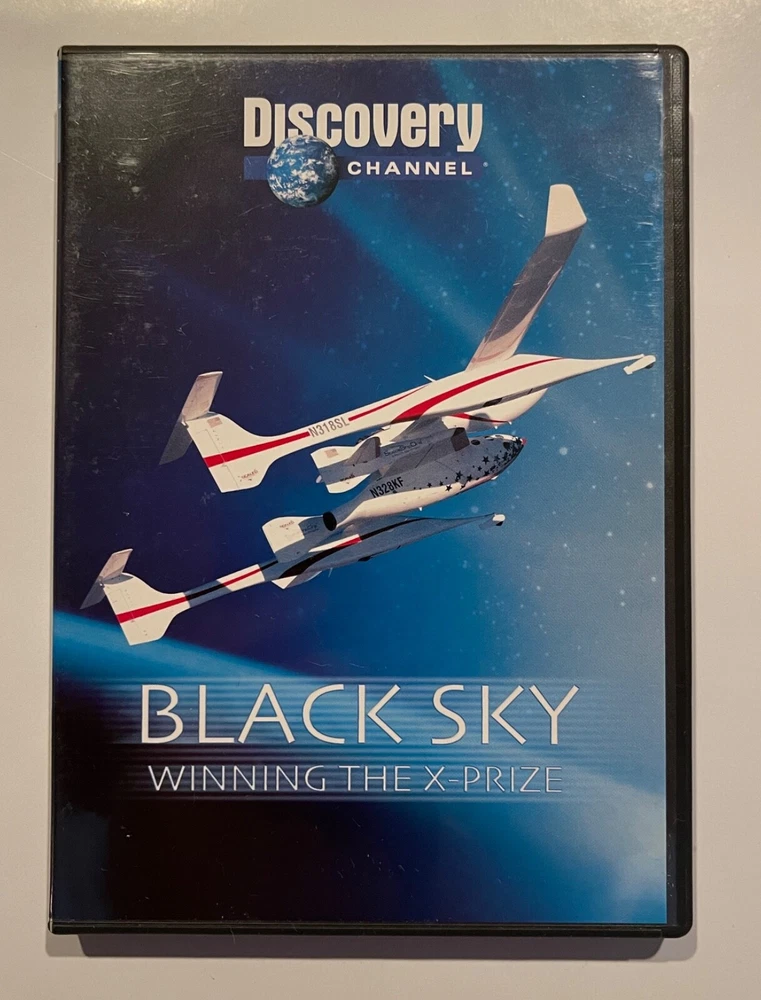 Discovery
CHANNEL
N318SL
N328KF
BLACK SKY
WINNING THE X-PRIZE